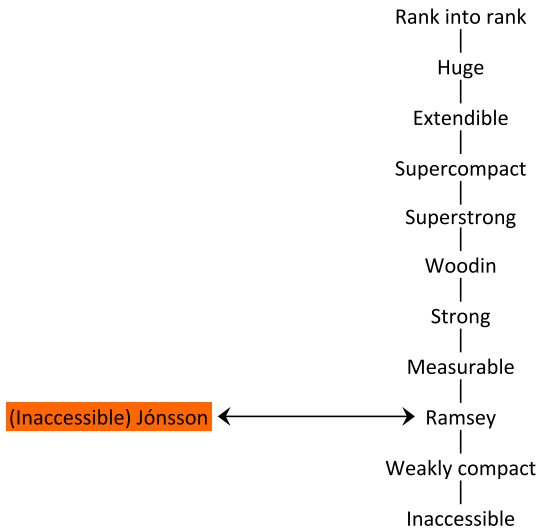 Rank into rank
Huge
Extendible
Supercompact
Superstrong
Woodin
Strong
Measurable
(Inaccessible) Jónsson
Ramsey
Weakly compact
Inaccessible